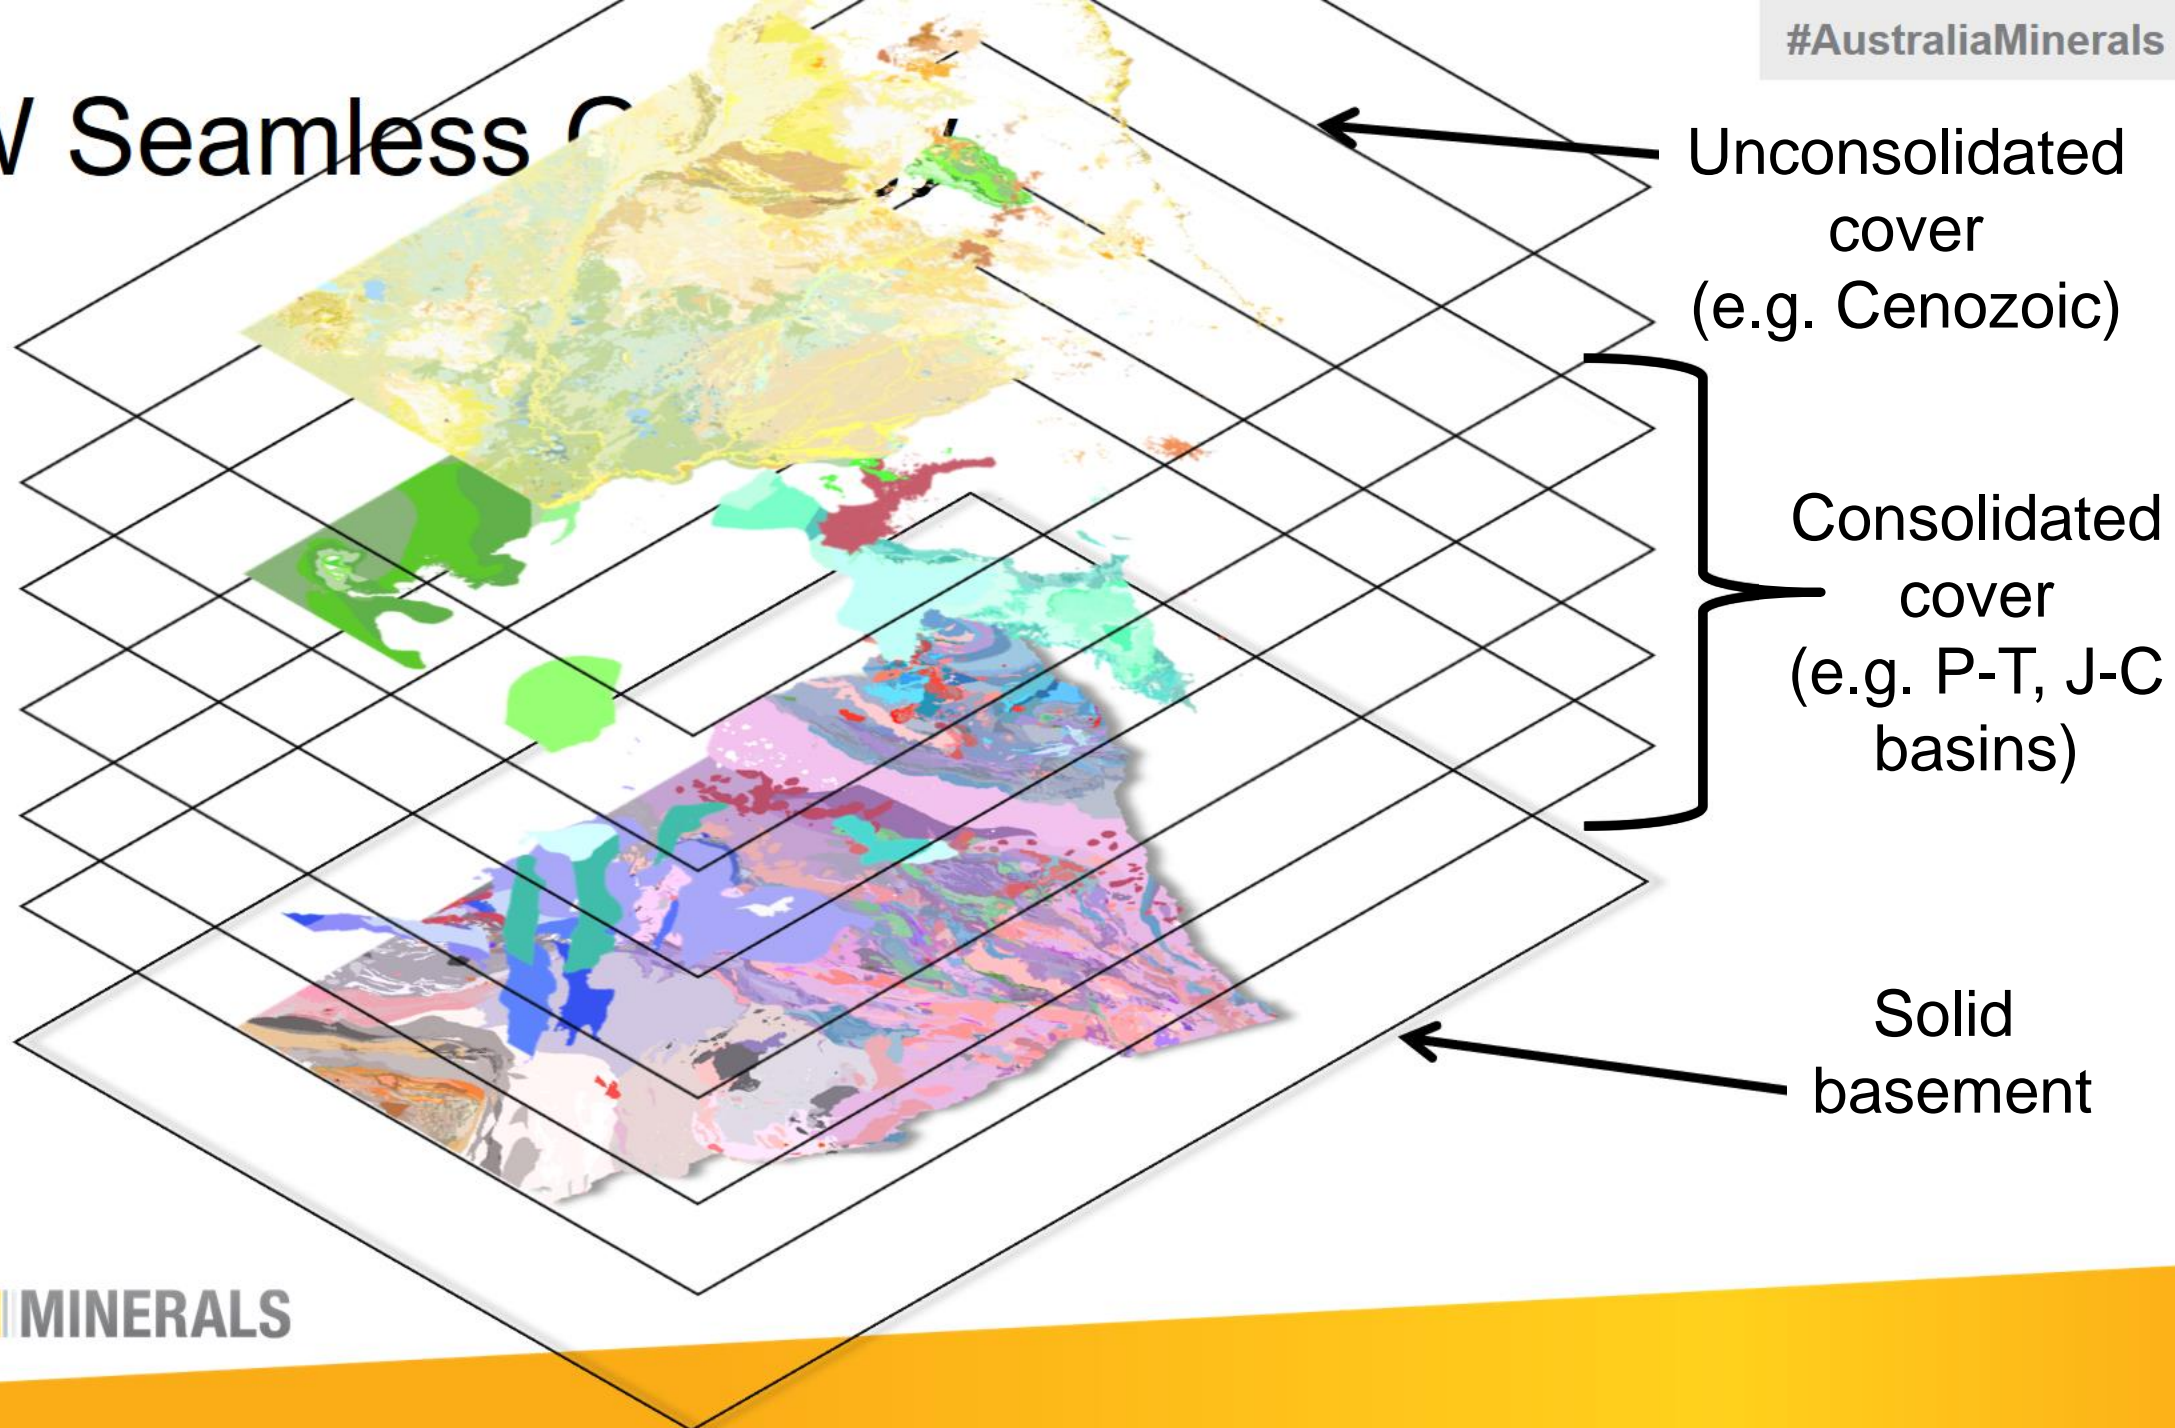 #AustraliaMinerals
Seamless
Unconsolidated
cover
(e.g. Cenozoic)
Consolidated
cover
(e.g. P-T, J-C
basins)
Solid
basement
MINERALS